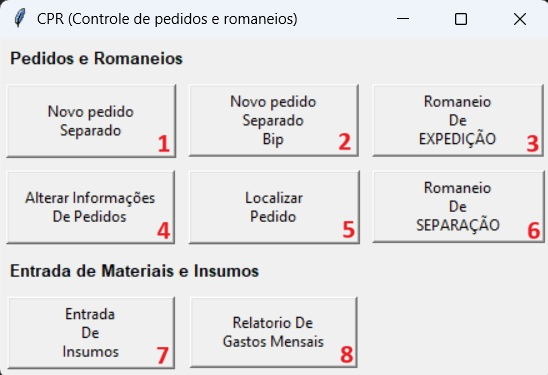 CPR (Controle de pedidos e romaneios)
Pedidos e Romaneios
Novo pedido
Separado
1
Novo pedido
Separado
Bip
2
Romaneio
De
EXPEDIÇÃO
3
Alterar Informações
De Pedidos
4
Localizar
Pedido
5
Romaneio
De
SEPARAÇÃO
6
Entrada de Materiais e Insumos
Entrada
De
Insumos
7
Relatorio De
Gastos Mensais
8